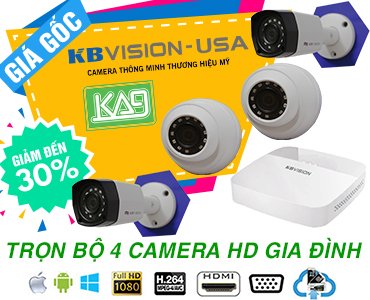 GIÁ GỐC
KBVISION-USA
CAMERA THÔNG MINH THƯƠNG HIỆU MỸ
KA9
GIẢM ĐẾN
30%
KBVISION
TRỌN BỘ 4 CAMERA HD GIA ĐÌNH
Full HD
1080
H.264
HDMI